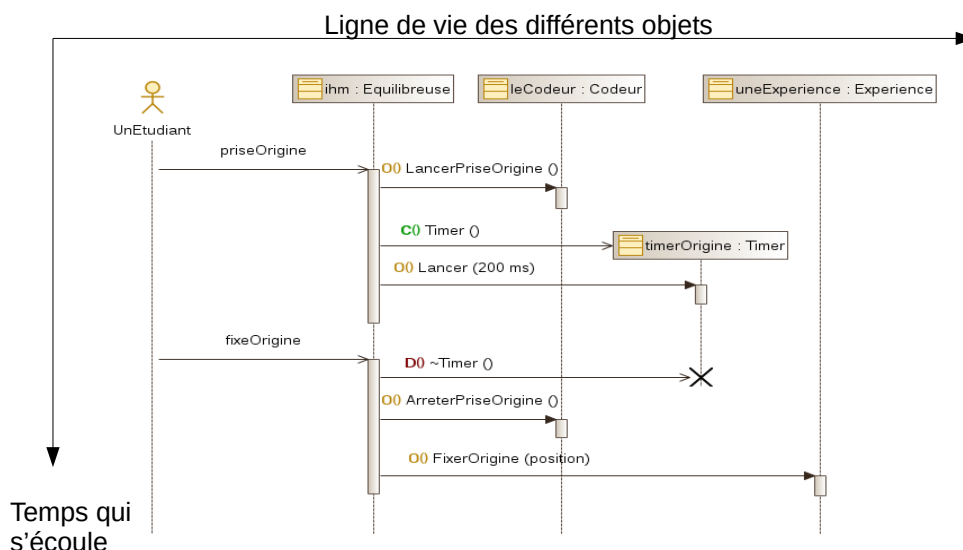 Ligne de vie des différents objets
ihm : Equilibreuse
leCodeur : Codeur
uneExperience : Experience
UnEtudiant
priseOrigine
O() LancerPriseOrigine ()
C() Timer ()
timerOrigine : Timer
O() Lancer (200 ms)
fixeOrigine
D() ~Timer ()
O() ArreterPriseOrigine ()
O() FixerOrigine (position)
Temps qui
s'écoule